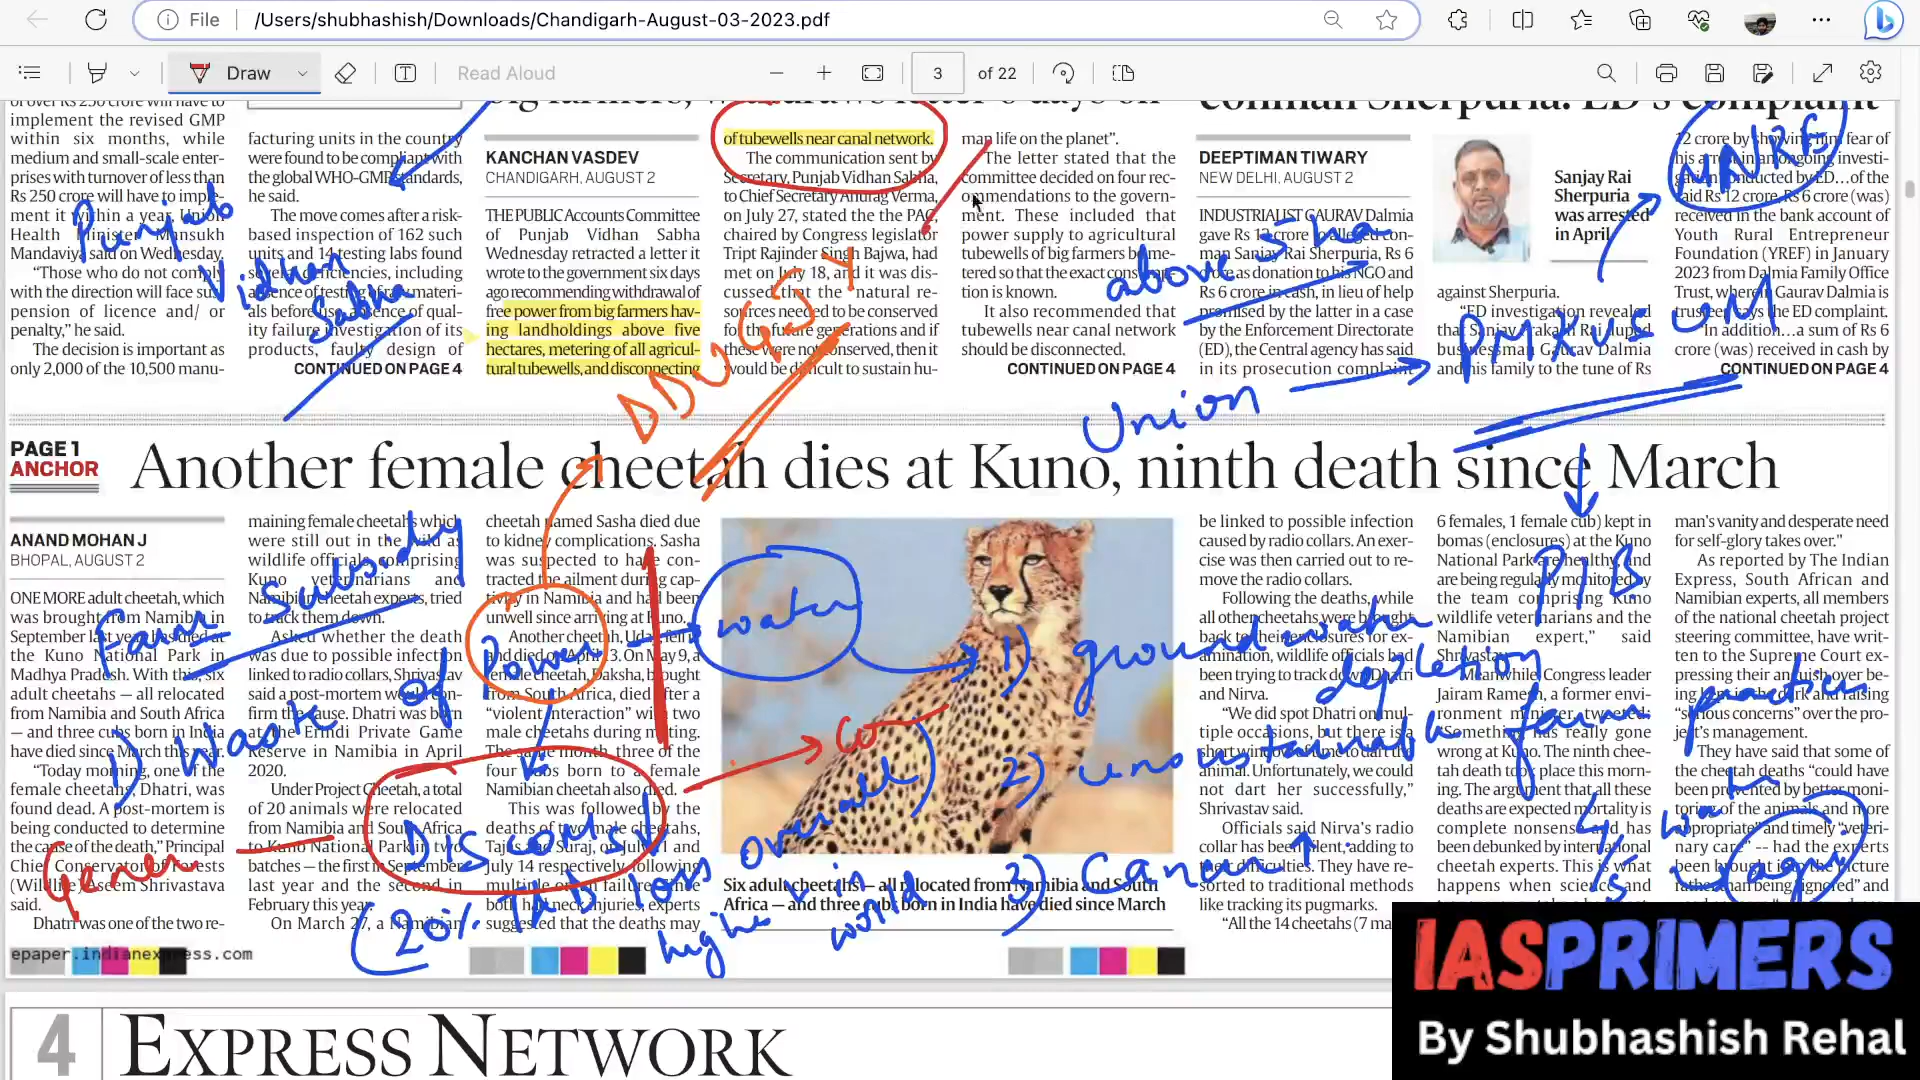 File
/Users/shubhashish/Downloads/Chandigarh-August-03-2023.pdf
Draw
Read Aloud
3
of 22
of over Rs 250 crore will have to
implement the revised GMP
within six months, while
medium and small-scale enter-
prises with turnover of less than
Rs 250 crore will have to imple-
ment it within a year, Union
Health Minister Mansukh
Mandaviya said on Wednesday.
"Those who do not comply
with the direction will face sus-
pension of licence and/ or
penalty," he said.
The decision is important as
only 2,000 of the 10,500 manu-
facturing units in the country
were found to be compliant with
the global WHO-GMP standards,
he said.
The move comes after a risk-
based inspection of 162 such
units and 14 testing labs found
several deficiencies, including
absence of testing of raw materi-
als before use, absence of qual-
ity failure investigation of its
products, faulty design of
CONTINUED ON PAGE 4
KANCHAN VASDEV
CHANDIGARH, AUGUST 2
THE PUBLIC Accounts Committee
of Punjab Vidhan Sabha
Wednesday retracted a letter it
wrote to the government six days
ago recommending withdrawal of
free power from big farmers hav-
ing landholdings above five
hectares, metering of all agricul-
tural tubewells, and disconnecting
of tubewells near canal network.
The communication sent by
Secretary, Punjab Vidhan Sabha,
to Chief Secretary Anurag Verma,
on July 27, stated the the PAC,
chaired by Congress legislator
Tript Rajinder Singh Bajwa, had
met on July 18, and it was dis-
cussed that the "natural re-
sources need to be conserved
for the future generations and if
these were not conserved, then it
would be difficult to sustain hu-
man life on the planet".
The letter stated that the
committee decided on four rec-
ommendations to the govern-
ment. These included that
power supply to agricultural
tubewells of big farmers be me-
tered so that the exact consump-
tion is known.
It also recommended that
tubewells near canal network
should be disconnected.
CONTINUED ON PAGE 4
conman Sherpuria: ED's complaint
DEEPTIMAN TIWARY
NEW DELHI, AUGUST 2
INDUSTRIALIST GAURAV Dalmia
gave Rs 12 crore to alleged con-
man Sanjay Rai Sherpuria, Rs 6
crore as donation to his NGO and
Rs 6 crore in cash, in lieu of help
promised by the latter in a case
by the Enforcement Directorate
(ED), the Central agency has said
in its prosecution complaint
Sanjay Rai
Sherpuria
was arrested
in April
against Sherpuria.
"ED investigation revealed
that Sanjay Prakash Rai duped
businessman Gaurav Dalmia
and his family to the tune of Rs
12 crore by showing him fear of
his arrest in an ongoing investi-
gation conducted by ED...of the
said Rs 12 crore, Rs 6 crore (was)
received in the bank account of
Youth Rural Entrepreneur
Foundation (YREF) in January
2023 from Dalmia Family Office
Trust, wherein Gaurav Dalmia is
trustee," says the ED complaint.
"In addition...a sum of Rs 6
crore (was) received in cash by
CONTINUED ON PAGE 4
Punjab
Vidhan
Sabha
DDUGJY
above 5ha
Union
PMKUSUM
MNRE
PIB
PAGE 1
ANCHOR
Another female cheetah dies at Kuno, ninth death since March
ANAND MOHAN J
BHOPAL, AUGUST 2
ONE MORE adult cheetah, which
was brought from Namibia in
September last year, has died at
the Kuno National Park in
Madhya Pradesh. With this, six
adult cheetahs — all relocated
from Namibia and South Africa
— and three cubs born in India
have died since March this year.
"Today morning, one of the
female cheetahs, Dhatri, was
found dead. A post-mortem is
being conducted to determine
the cause of the death," Principal
Chief Conservator of Forests
(Wildlife) Aseem Shrivastava
said.
Dhatri was one of the two re-
maining female cheetahs which
were still out in the wild as
wildlife officials, comprising
Kuno veterinarians and
Namibian cheetah experts, tried
to track them down.
Asked whether the death
was due to possible infection
linked to radio collars, Shrivastav
said a post-mortem would con-
firm the cause. Dhatri was born
at the Erindi Private Game
Reserve in Namibia in April
2020.
Under Project Cheetah, a total
of 20 animals were relocated
from Namibia and South Africa
to Kuno National Park in two
batches — the first in September
last year and the second in
February this year.
On March 27, a Namibian
cheetah named Sasha died due
to kidney complications. Sasha
was suspected to have con-
tracted the ailment during cap-
tivity in Namibia and had been
unwell since arriving at Kuno.
Another cheetah, Uday, fell ill
and died on April 23. On May 9, a
female cheetah, Daksha, brought
from South Africa, died after a
"violent interaction" with two
male cheetahs during mating.
The same month, three of the
four cubs born to a female
Namibian cheetah also died.
This was followed by the
deaths of two male cheetahs,
Tajas and Suraj, on July 11 and
July 14 respectively, following
multiple organ failure. Since
both had neck injuries, experts
suggested that the deaths may
Six adult cheetahs — all relocated from Namibia and South
Africa — and three cubs born in India have died since March
be linked to possible infection
caused by radio collars. An exer-
cise was then carried out to re-
move the radio collars.
Following the deaths, while
all other cheetahs were brought
back to their enclosures for ex-
amination, wildlife officials had
been trying to track down Dhatri
and Nirva.
"We did spot Dhatri on mul-
tiple occasions, but there is a
short window of time to dart the
animal. Unfortunately, we could
not dart her successfully,"
Shrivastav said.
Officials said Nirva's radio
collar has been silent, adding to
their difficulties. They have re-
sorted to traditional methods
like tracking its pugmarks.
"All the 14 cheetahs (7 ma
6 females, 1 female cub) kept in
bomas (enclosures) at the Kuno
National Park are healthy, and
are being regularly monitored by
the team comprising Kuno
wildlife veterinarians and the
Namibian expert," said
Shrivastav.
Meanwhile, Congress leader
Jairam Ramesh, a former envi-
ronment minister, tweeted:
"Something has really gone
wrong at Kuno. The ninth chee-
tah death took place this morn-
ing. The argument that all these
deaths are expected mortality is
complete nonsense and has
been debunked by international
cheetah experts. This is what
happens when science and
man's vanity and desperate need
for self-glory takes over."
As reported by The Indian
Express, South African and
Namibian experts, all members
of the national cheetah project
steering committee, have writ-
ten to the Supreme Court ex-
pressing their anguish over be-
ing kept in the dark and raising
"serious concerns" over the pro-
ject's management.
They have said that some of
the cheetah deaths "could have
been prevented by better moni-
toring of the animals and more
appropriate" and timely "veteri-
nary care" -- had the experts
been brought into the picture
rather than being "ignored" and
Farm Subsidy
1) Waste of
Power
water
DISCOMs
(20% T&D loss overall)
highest in
world
1) ground water
depletion
2) unsustainable
farm practices
3) Cancer
epaper.indianexpress.com
4
EXPRESS NETWORK
IASPRIMERS
By Shubhashish Rehal